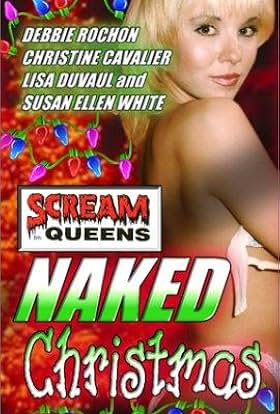 DEBBIE ROCHON
CHRISTINE CAVALIER
LISA DUVAUL and
SUSAN ELLEN WHITE
SCREAM
QUEENS
NAKED
Christmas